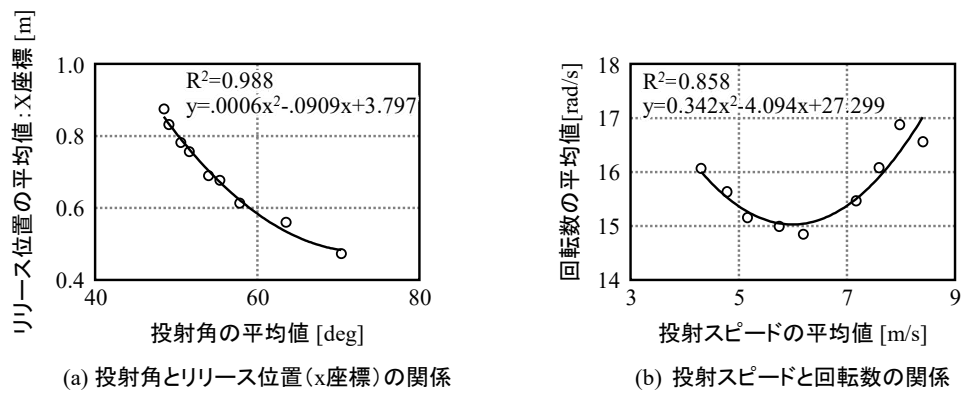 リリース位置の平均値：X座標 [m]
1.0
0.8
0.6
0.4
R²=0.988
y=.0006x²-.0909x+3.797
40
60
80
投射角の平均値 [deg]
(a) 投射角とリリース位置（x座標）の関係
回転数の平均値[rad/s]
18
17
16
15
14
R²=0.858
y=0.342x²-4.094x+27.299
3
5
7
9
投射スピードの平均値 [m/s]
(b) 投射スピードと回転数の関係